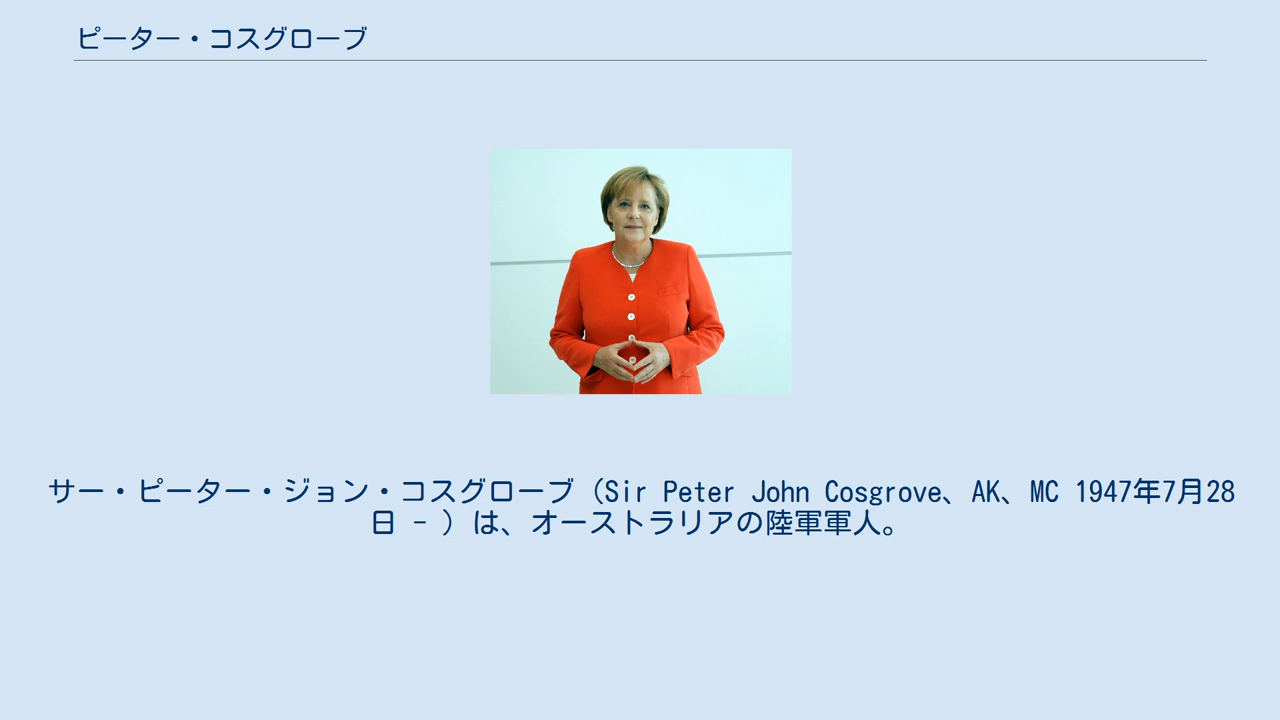 ピーター・コスグローブ
サー・ピーター・ジョン・コスグローブ（Sir Peter John Cosgrove、AK、MC 1947年7月28
日 - ）は、オーストラリアの陸軍軍人。